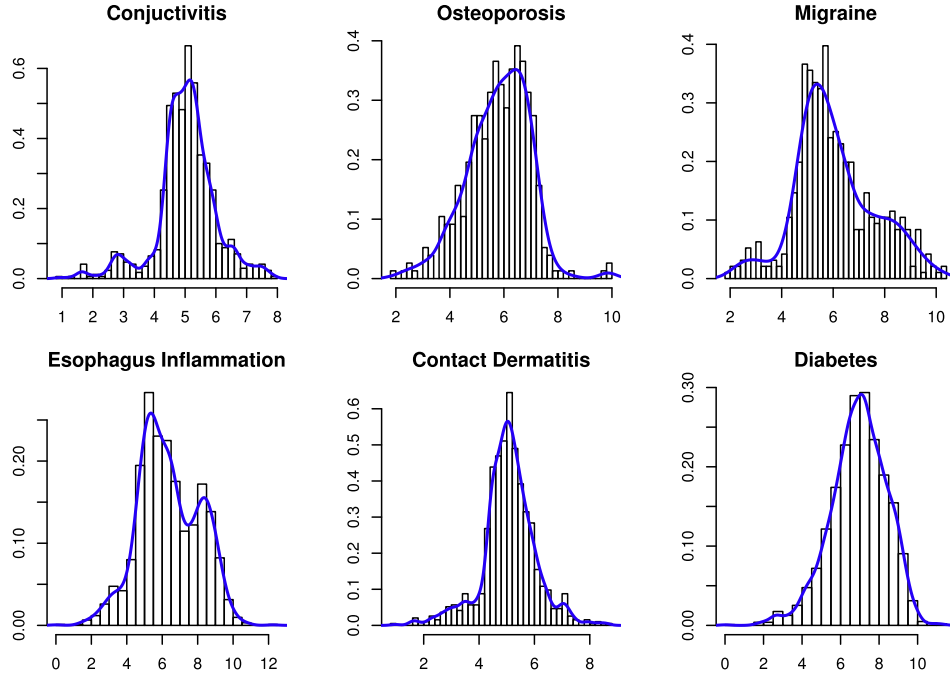 Conjuctivitis
0.0 0.2 0.4 0.6
1 2 3 4 5 6 7 8
Osteoporosis
0.0 0.1 0.2 0.3 0.4
2 4 6 8 10
Migraine
0.0 0.1 0.2 0.3 0.4
2 4 6 8 10
Esophagus Inflammation
0.00 0.10 0.20
0 2 4 6 8 10 12
Contact Dermatitis
0.0 0.1 0.2 0.3 0.4 0.5 0.6
2 4 6 8
Diabetes
0.00 0.10 0.20 0.30
0 2 4 6 8 10